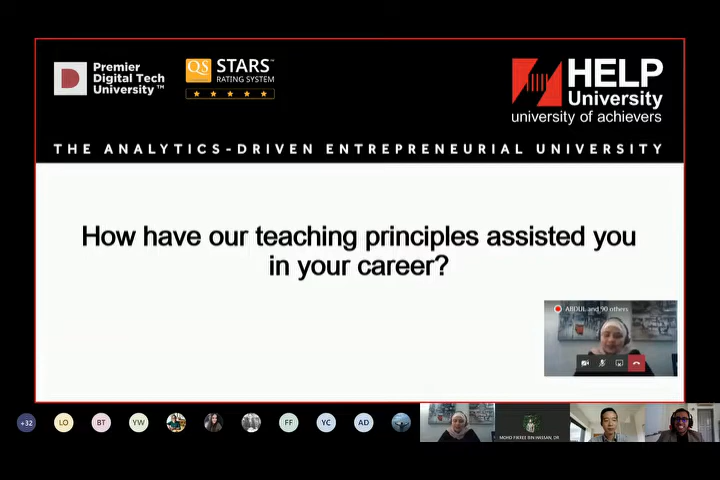 Premier
Digital Tech
University™
QS STARS™
RATING SYSTEM
HELP
University
university of achievers
THE ANALYTICS-DRIVEN ENTREPRENEURIAL UNIVERSITY
How have our teaching principles assisted you
in your career?
ABDUL and 90 others
+32
LO
BT
YW
FF
YC
AD
MOHD FIRRDE BIN HASSAN, DR